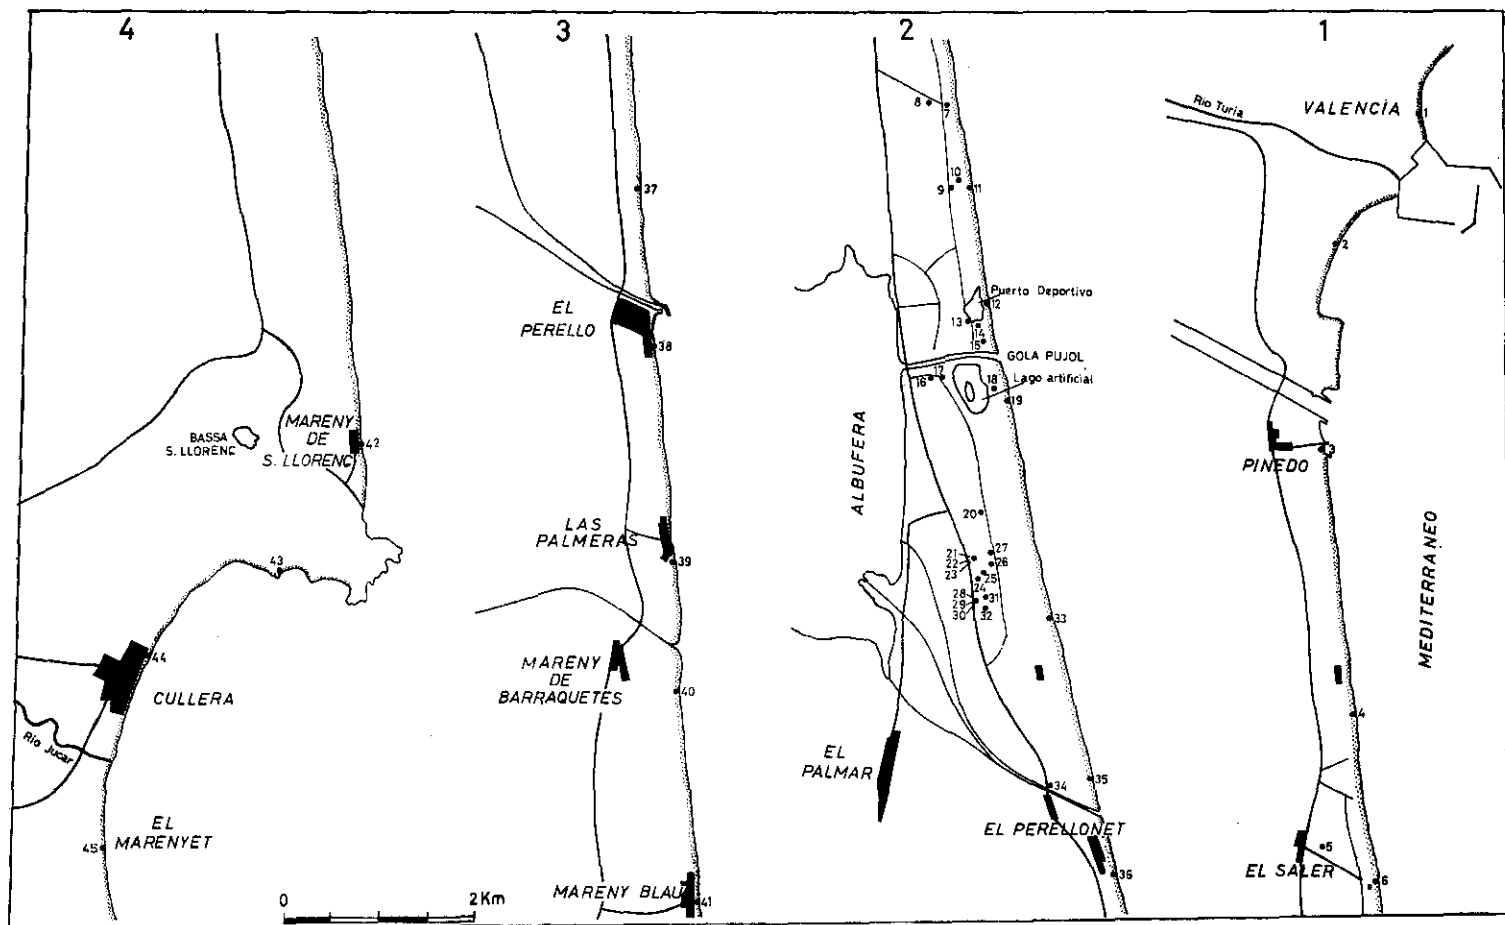 4
3
2
1
42
BASSA
S. LLORENÇ
MARENY
DE
S. LLORENÇ
43
44
CULLERA
Rio Jucar
EL
MARENYET
45
37
EL
PERELLO
38
LAS
PALMERAS
39
MARENY
DE
BARRAQUETES
40
MARENY BLAU
41
0
2Km
8
7
10
9
11
Puerto Deportivo
12
13
14
15
GOLA PUJOL
16
17
18
Lago artificial
19
ALBUFERA
20
21
27
22
26
23
25
24
28
31
29
32
30
33
EL
PALMAR
34
35
EL PERELLONET
36
Rio Turia
VALENCIA
1
2
3
PINEDO
MEDITERRANEO
4
5
EL SALER
6